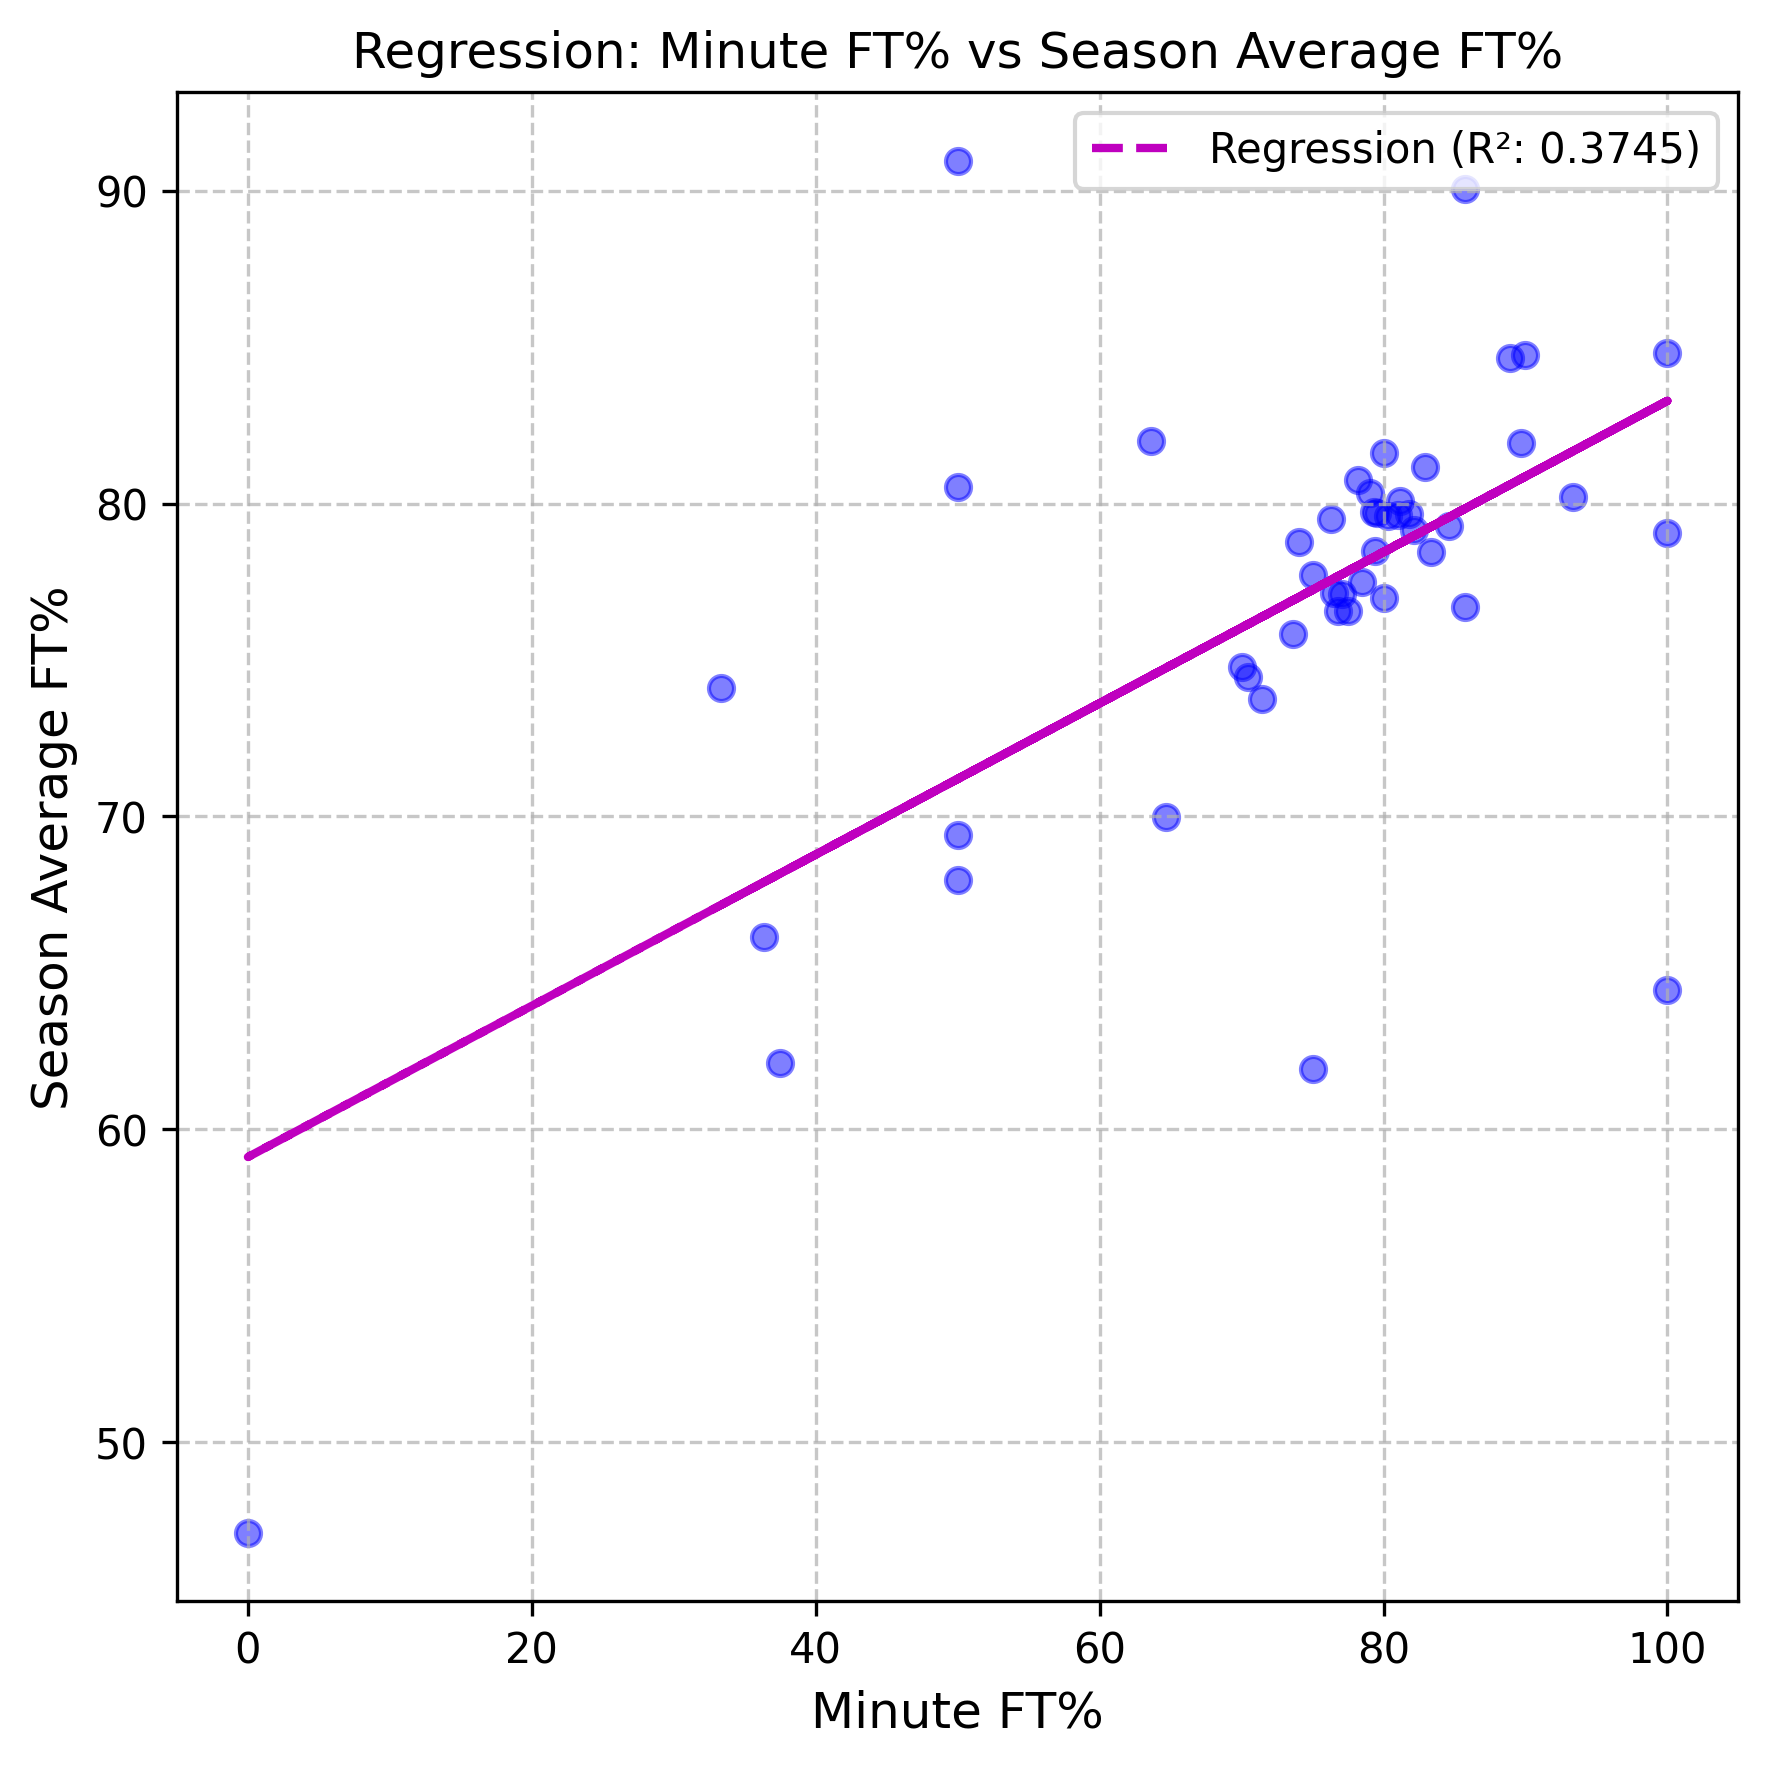 Regression: Minute FT% vs Season Average FT%
Regression (R²: 0.3745)
90
80
70
60
50
Season Average FT%
0 20 40 60 80 100
Minute FT%